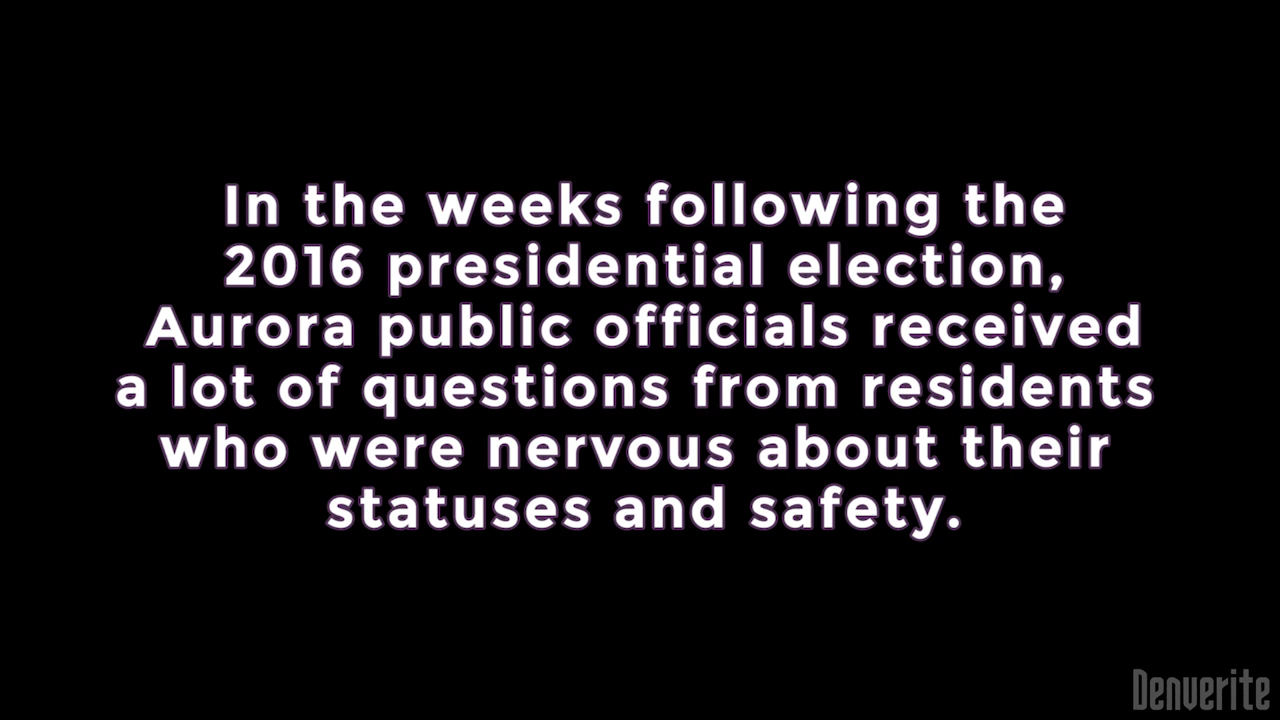 In the weeks following the
2016 presidential election,
Aurora public officials received
a lot of questions from residents
who were nervous about their
statuses and safety.
Denverite